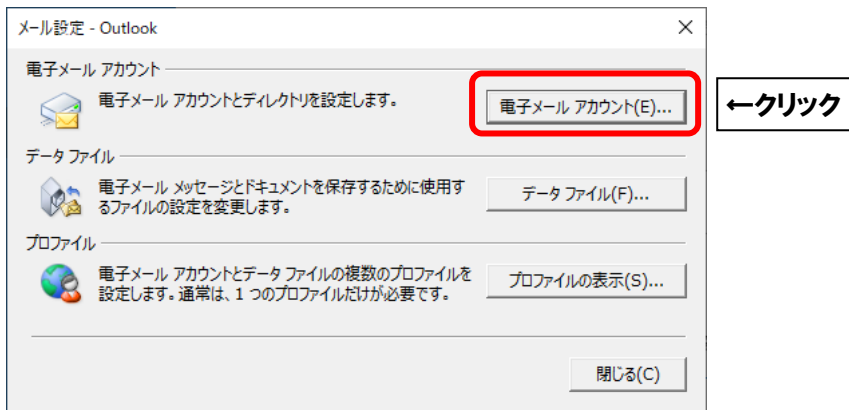 メール設定 - Outlook
電子メール アカウント
電子メール アカウントとディレクトリを設定します。
電子メール アカウント(E)...
←クリック
データ ファイル
電子メール メッセージとドキュメントを保存するために使用す
るファイルの設定を変更します。
データ ファイル(F)...
プロファイル
電子メール アカウントとデータ ファイルの複数のプロファイルを
設定します。通常は、1 つのプロファイルだけが必要です。
プロファイルの表示(S)...
閉じる(C)